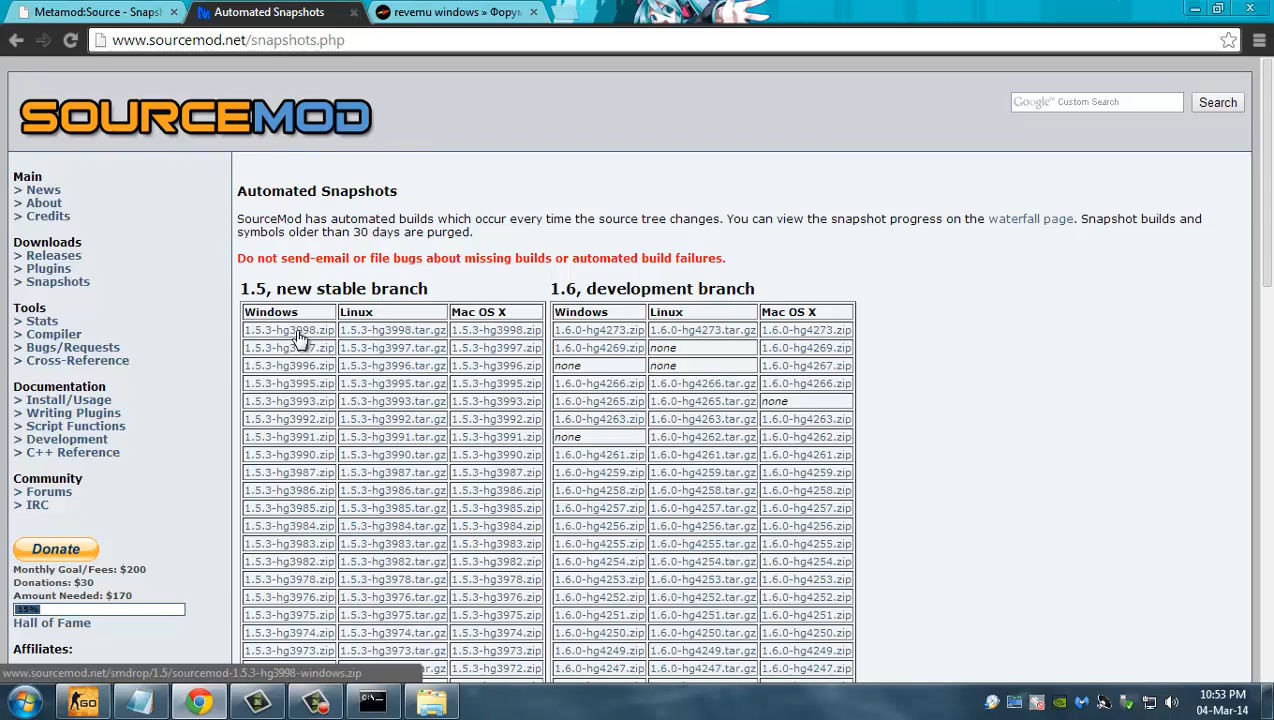 Metamod:Source - Snaps
Automated Snapshots
revemu windows » Фору
www.sourcemod.net/snapshots.php
SOURCEMOD
Google™ Custom Search
Search
Main
> News
> About
> Credits
Downloads
> Releases
> Plugins
> Snapshots
Tools
> Stats
> Compiler
> Bugs/Requests
> Cross-Reference
Documentation
> Install/Usage
> Writing Plugins
> Script Functions
> Development
> C++ Reference
Community
> Forums
> IRC
Donate
Monthly Goal/Fees: $200
Donations: $30
Amount Needed: $170
15%
Hall of Fame
Affiliates:
Automated Snapshots
SourceMod has automated builds which occur every time the source tree changes. You can view the snapshot progress on the waterfall page. Snapshot builds and
symbols older than 30 days are purged.
Do not send-email or file bugs about missing builds or automated build failures.
1.5, new stable branch
Windows Linux Mac OS X
1.5.3-hg3998.zip 1.5.3-hg3998.tar.gz 1.5.3-hg3998.zip
1.5.3-hg3997.zip 1.5.3-hg3997.tar.gz 1.5.3-hg3997.zip
1.5.3-hg3996.zip 1.5.3-hg3996.tar.gz 1.5.3-hg3996.zip
1.5.3-hg3995.zip 1.5.3-hg3995.tar.gz 1.5.3-hg3995.zip
1.5.3-hg3993.zip 1.5.3-hg3993.tar.gz 1.5.3-hg3993.zip
1.5.3-hg3992.zip 1.5.3-hg3992.tar.gz 1.5.3-hg3992.zip
1.5.3-hg3991.zip 1.5.3-hg3991.tar.gz 1.5.3-hg3991.zip
1.5.3-hg3990.zip 1.5.3-hg3990.tar.gz 1.5.3-hg3990.zip
1.5.3-hg3987.zip 1.5.3-hg3987.tar.gz 1.5.3-hg3987.zip
1.5.3-hg3986.zip 1.5.3-hg3986.tar.gz 1.5.3-hg3986.zip
1.5.3-hg3985.zip 1.5.3-hg3985.tar.gz 1.5.3-hg3985.zip
1.5.3-hg3984.zip 1.5.3-hg3984.tar.gz 1.5.3-hg3984.zip
1.5.3-hg3983.zip 1.5.3-hg3983.tar.gz 1.5.3-hg3983.zip
1.5.3-hg3982.zip 1.5.3-hg3982.tar.gz 1.5.3-hg3982.zip
1.5.3-hg3978.zip 1.5.3-hg3978.tar.gz 1.5.3-hg3978.zip
1.5.3-hg3976.zip 1.5.3-hg3976.tar.gz 1.5.3-hg3976.zip
1.5.3-hg3975.zip 1.5.3-hg3975.tar.gz 1.5.3-hg3975.zip
1.5.3-hg3974.zip 1.5.3-hg3974.tar.gz 1.5.3-hg3974.zip
1.5.3-hg3973.zip 1.5.3-hg3973.tar.gz 1.5.3-hg3973.zip
1.5.3-hg3972.zip
1.6, development branch
Windows Linux Mac OS X
1.6.0-hg4273.zip 1.6.0-hg4273.tar.gz 1.6.0-hg4273.zip
1.6.0-hg4269.zip none 1.6.0-hg4269.zip
none none 1.6.0-hg4267.zip
1.6.0-hg4266.zip 1.6.0-hg4266.tar.gz 1.6.0-hg4266.zip
1.6.0-hg4265.zip 1.6.0-hg4265.tar.gz none
1.6.0-hg4263.zip 1.6.0-hg4263.tar.gz 1.6.0-hg4263.zip
none 1.6.0-hg4262.tar.gz 1.6.0-hg4262.zip
1.6.0-hg4261.zip 1.6.0-hg4261.tar.gz 1.6.0-hg4261.zip
1.6.0-hg4259.zip 1.6.0-hg4259.tar.gz 1.6.0-hg4259.zip
1.6.0-hg4258.zip 1.6.0-hg4258.tar.gz 1.6.0-hg4258.zip
1.6.0-hg4257.zip 1.6.0-hg4257.tar.gz 1.6.0-hg4257.zip
1.6.0-hg4256.zip 1.6.0-hg4256.tar.gz 1.6.0-hg4256.zip
1.6.0-hg4255.zip 1.6.0-hg4255.tar.gz 1.6.0-hg4255.zip
1.6.0-hg4254.zip 1.6.0-hg4254.tar.gz 1.6.0-hg4254.zip
1.6.0-hg4253.zip 1.6.0-hg4253.tar.gz 1.6.0-hg4253.zip
1.6.0-hg4252.zip 1.6.0-hg4252.tar.gz 1.6.0-hg4252.zip
1.6.0-hg4251.zip 1.6.0-hg4251.tar.gz 1.6.0-hg4251.zip
1.6.0-hg4250.zip 1.6.0-hg4250.tar.gz 1.6.0-hg4250.zip
1.6.0-hg4249.zip 1.6.0-hg4249.tar.gz 1.6.0-hg4249.zip
1.6.0-hg4247.zip 1.6.0-hg4247.tar.gz 1.6.0-hg4247.zip
www.sourcemod.net/smdrop/1.5/sourcemod-1.5.3-hg3998-windows.zip
GO
10:53 PM
04-Mar-14